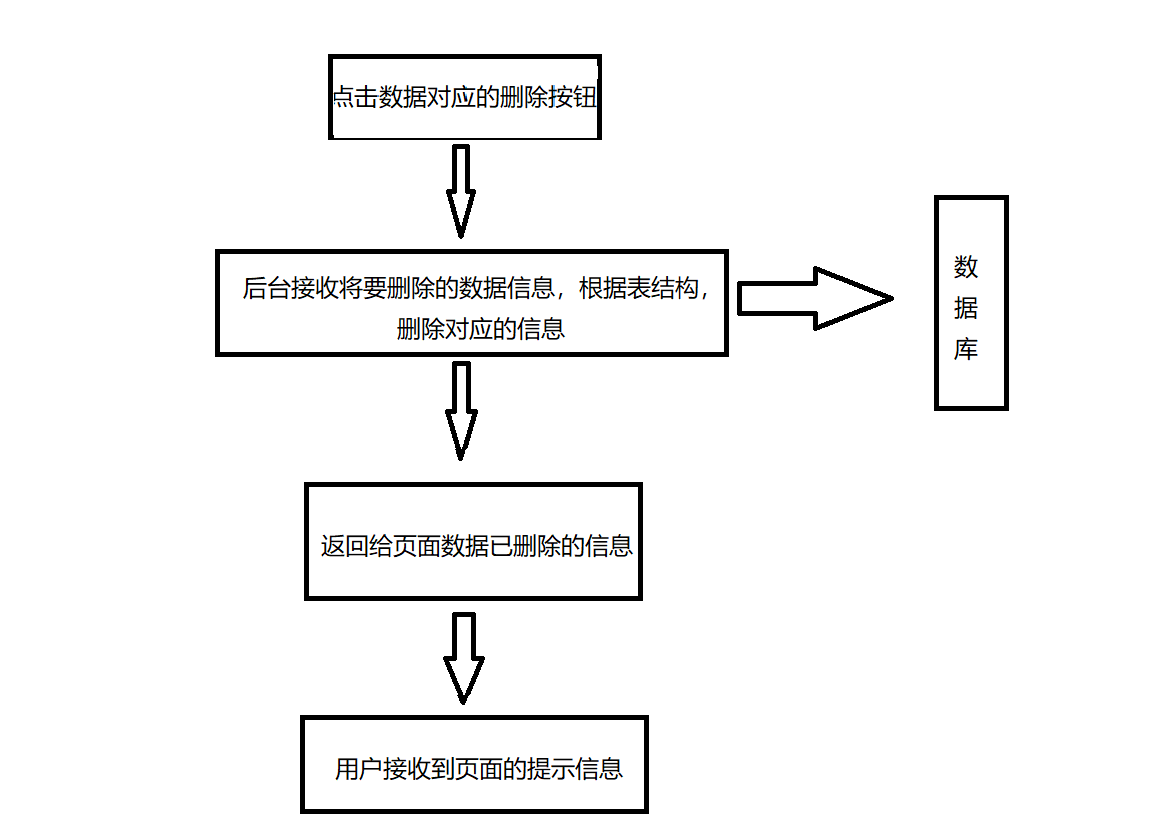 点击数据对应的删除按钮
后台接收将要删除的数据信息，根据表结构，
删除对应的信息
数
据
库
返回给页面数据已删除的信息
用户接收到页面的提示信息